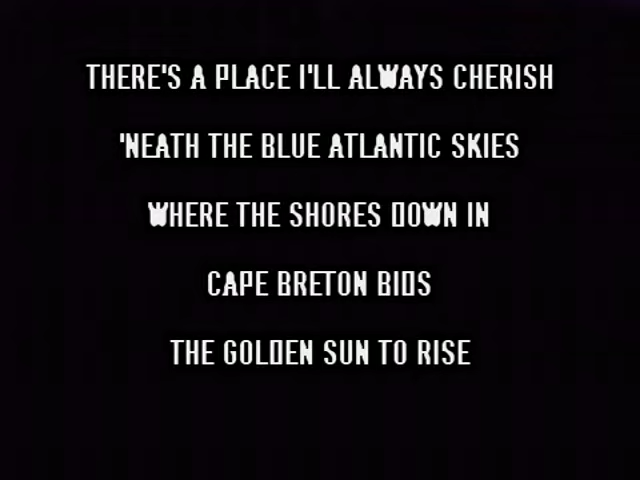 THERE'S A PLACE I'LL ALWAYS CHERISH
'NEATH THE BLUE ATLANTIC SKIES
WHERE THE SHORES DOWN IN
CAPE BRETON BIDS
THE GOLDEN SUN TO RISE